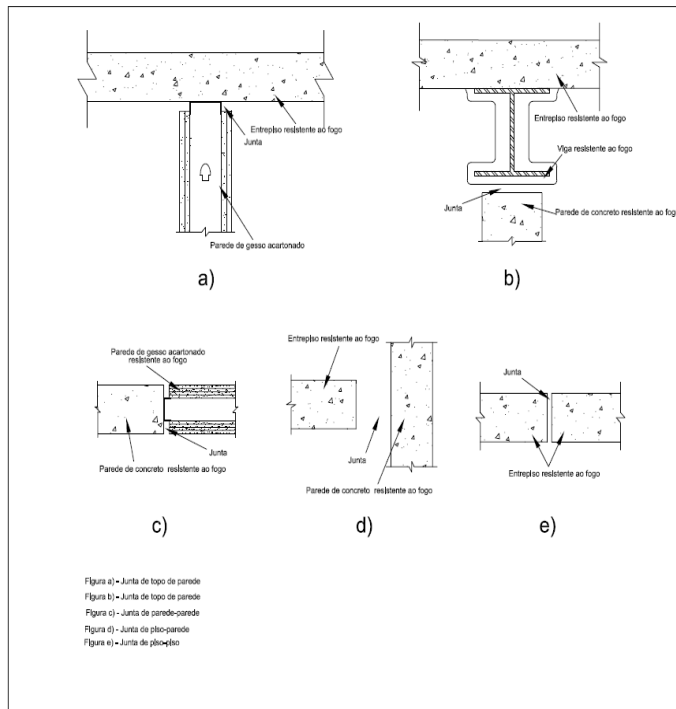 Entrepiso resistente ao fogo
Junta
Parede de gesso acartonado
a)
Entrepiso resistente ao fogo
Viga resistente ao fogo
Junta
Parede de concreto resistente ao fogo
b)
Parede de gesso acartonado
resistente ao fogo
Junta
Parede de concreto resistente ao fogo
c)
Entrepiso resistente ao fogo
Junta
Parede de concreto resistente ao fogo
d)
Junta
Entrepiso resistente ao fogo
e)
Figura a) - Junta de topo de parede
Figura b) - Junta de topo de parede
Figura c) - Junta de parede-parede
Figura d) - Junta de piso-parede
Figura e) - Junta de piso-piso